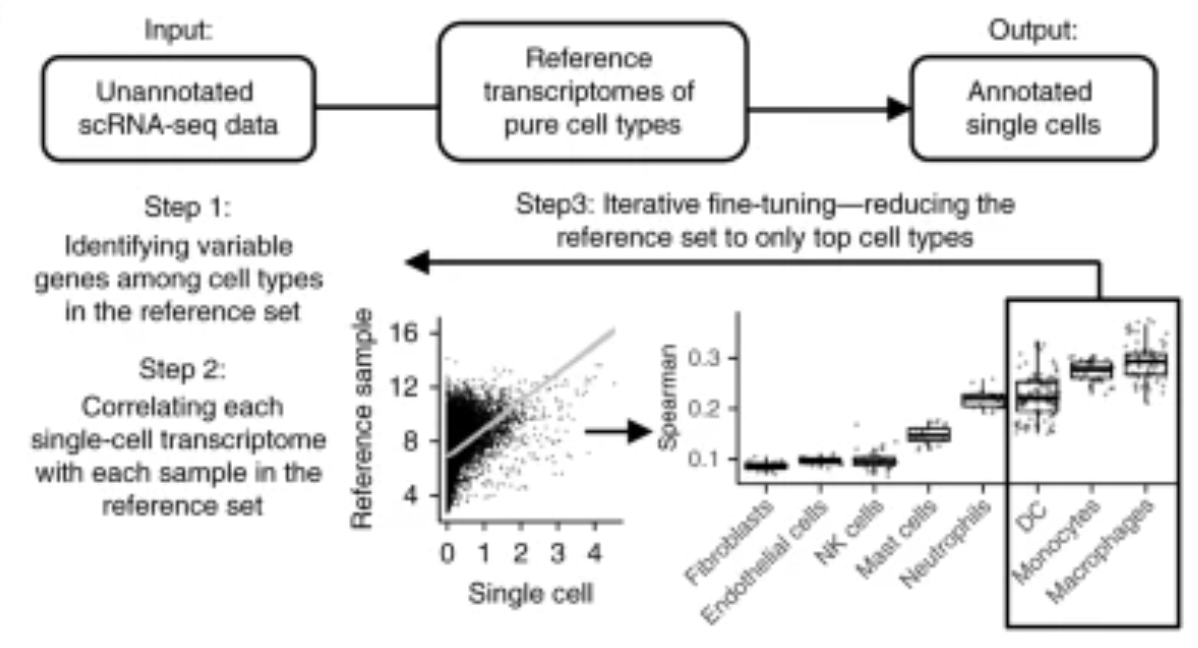 Input:
Unannotated
scRNA-seq data
Reference
transcriptomes of
pure cell types
Output:
Annotated
single cells
Step 1:
Identifying variable
genes among cell types
in the reference set
Step 2:
Correlating each
single-cell transcriptome
with each sample in the
reference set
Step3: Iterative fine-tuning—reducing the
reference set to only top cell types
Reference sample
16
12
8
4
0 1 2 3 4
Single cell
Spearman
0.3
0.2
0.1
Fibroblasts
Endothelial cells
NK cells
Mast cells
Neutrophils
DC
Monocytes
Macrophages